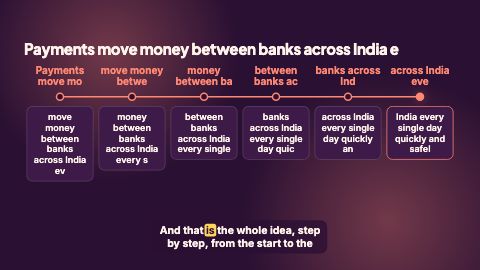 Payments move money between banks across India e
Payments
move mo
move money
betwe
money
between ba
between
banks ac
banks across
Ind
across India
eve
move
money
between
banks
across India
ev
money
between
banks
across India
every s
between
banks
across India
every single
banks
across India
every single
day quic
across India
every single
day quickly
an
India every
single day
quickly and
safel
And that is the whole idea, step
by step, from the start to the